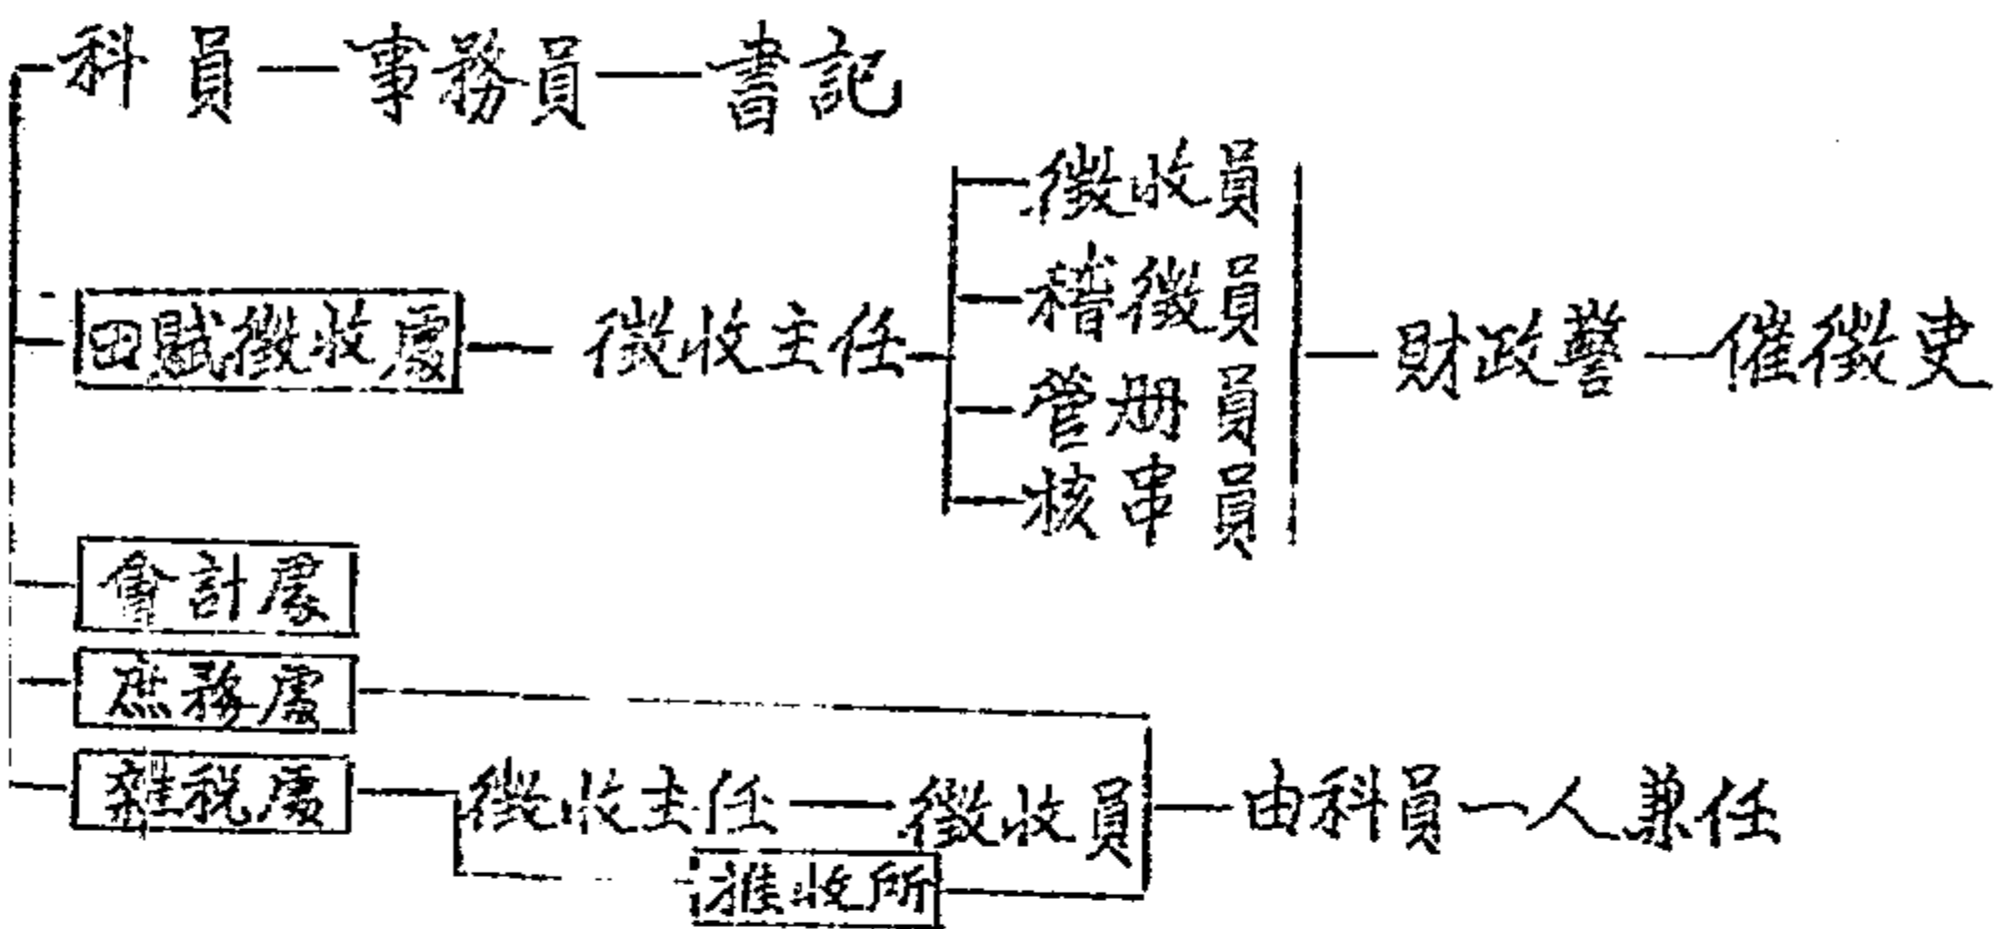 科員—事務員—書記
田賦徵收處—徵收主任
徵收員
稽徵員
管册員
核串員
財政警—催徵吏
會計處
庶務處
雜稅處—徵收主任—徵收員—由科員一人兼任
推收所